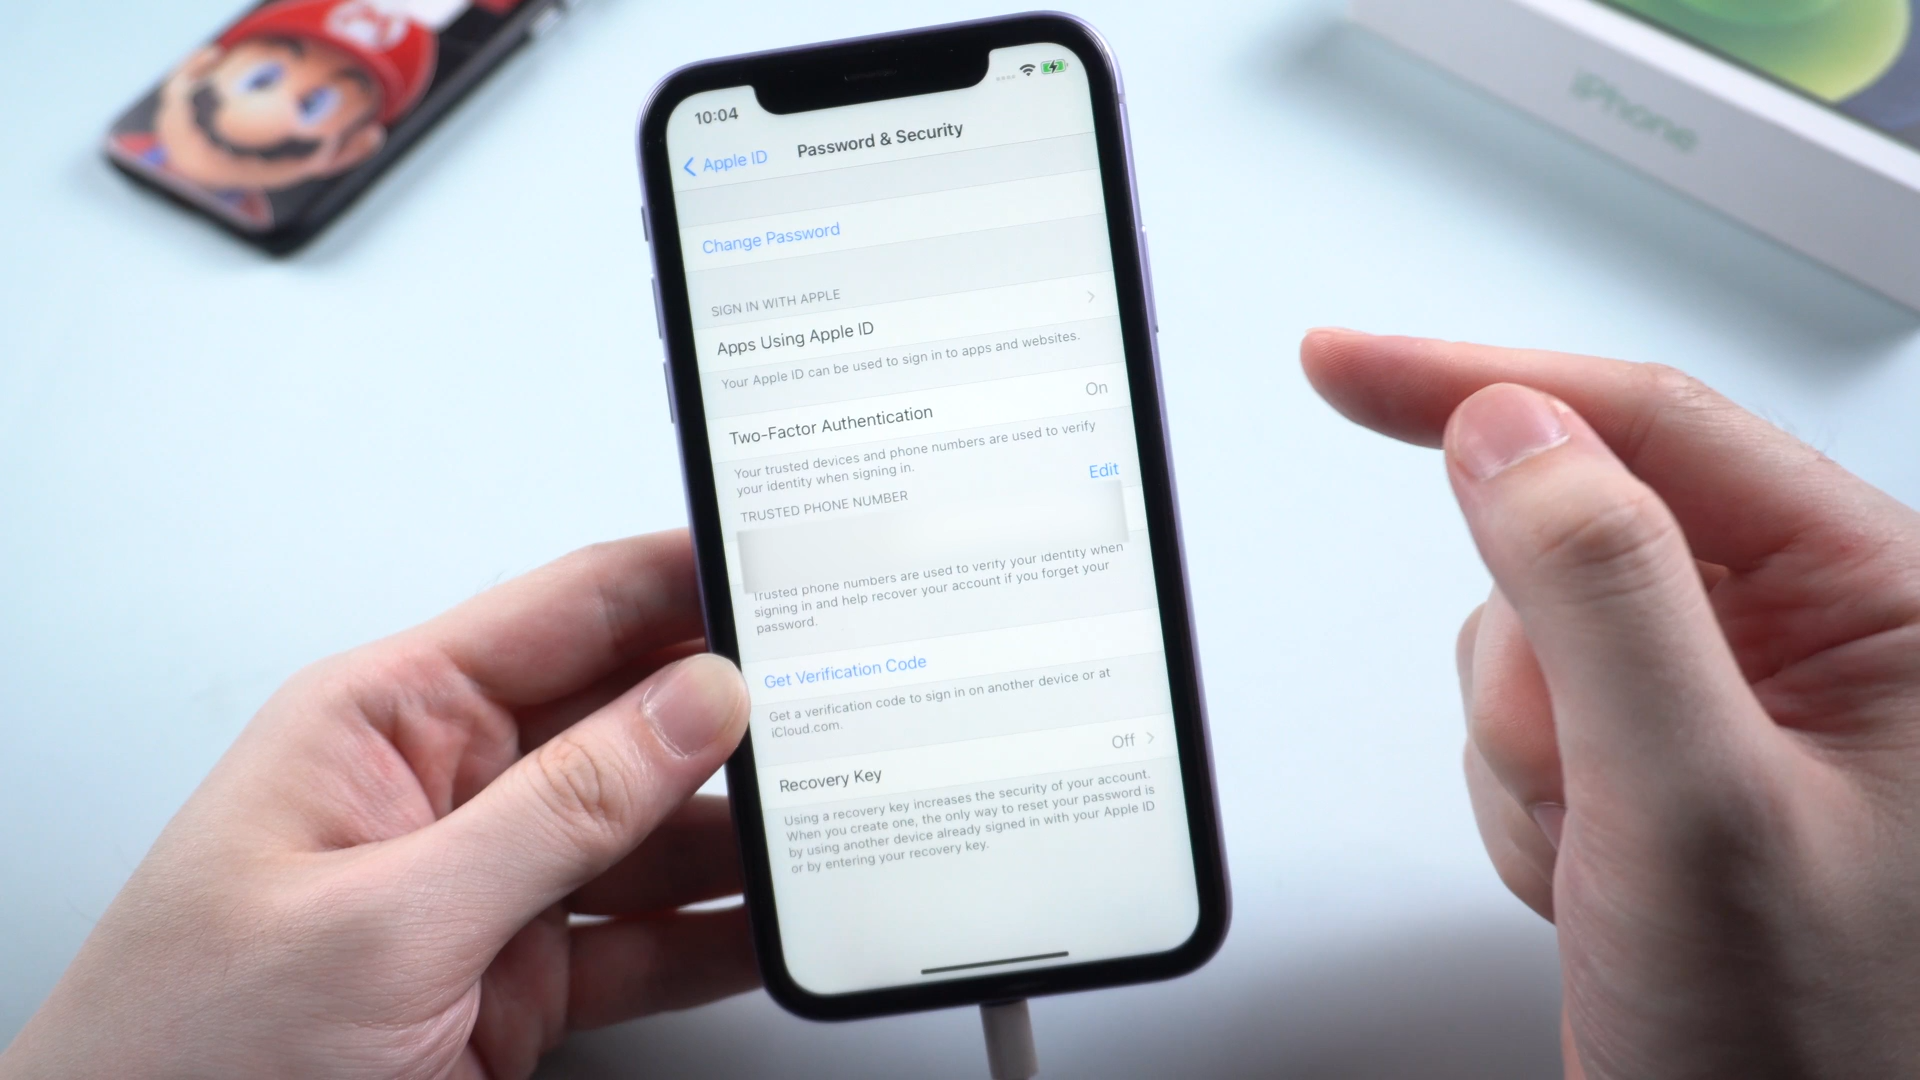 10:04
Apple ID
Password & Security
Change Password
SIGN IN WITH APPLE
Apps Using Apple ID
Your Apple ID can be used to sign in to apps and websites.
Two-Factor Authentication
On
Your trusted devices and phone numbers are used to verify
your identity when signing in.
TRUSTED PHONE NUMBER
Edit
Trusted phone numbers are used to verify your identity when
signing in and help recover your account if you forget your
password.
Get Verification Code
Get a verification code to sign in on another device or at
iCloud.com.
Recovery Key
Off
Using a recovery key increases the security of your account.
When you create one, the only way to reset your password is
by using another device already signed in with your Apple ID
or by entering your recovery key.
iPhone